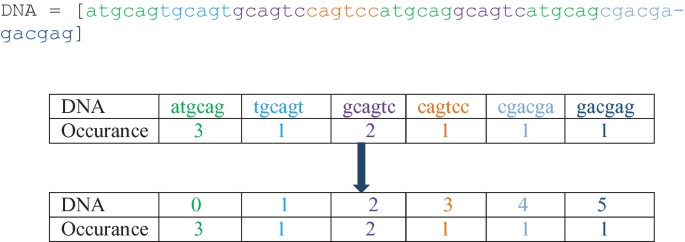 DNA = [atgcagtgcagtgcagtccagtccatgcaggcagtcatgcagcgacga-
gacgag]
DNA atgcag tgcagt gcagtc cagtcc cgacga gacgag
Occurance 3 1 2 1 1 1
DNA 0 1 2 3 4 5
Occurance 3 1 2 1 1 1